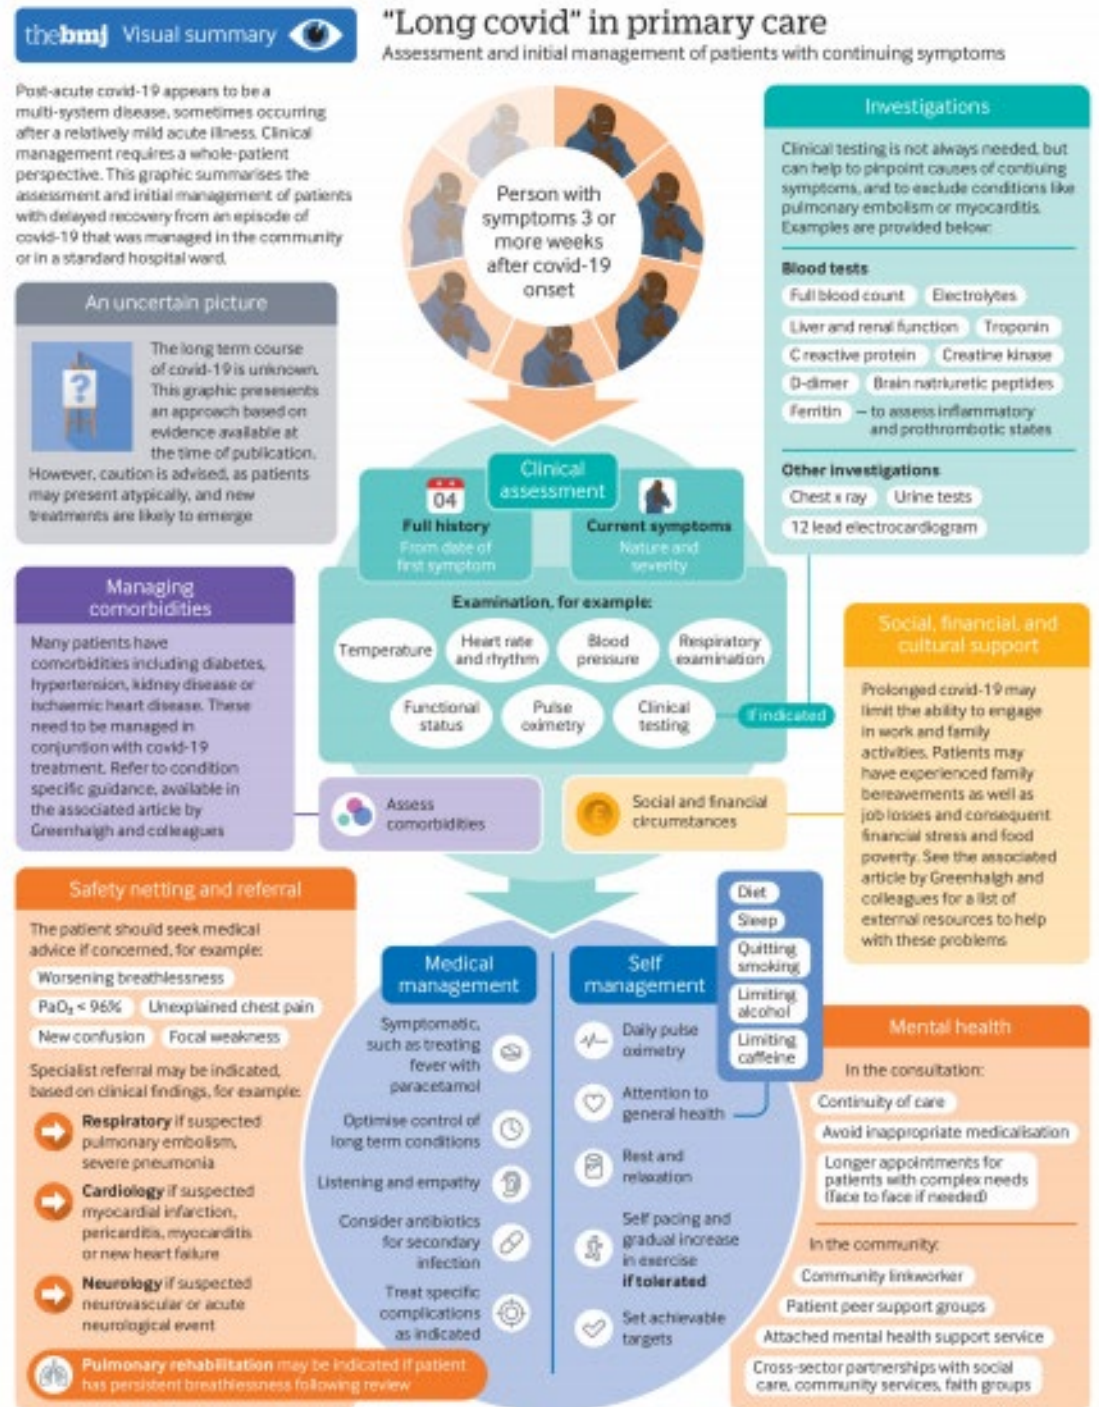 thebmj Visual summary
"Long covid" in primary care
Assessment and initial management of patients with continuing symptoms
Post-acute covid-19 appears to be a
multi-system disease, sometimes occurring
after a relatively mild acute illness. Clinical
management requires a whole-patient
perspective. This graphic summarises the
assessment and initial management of patients
with delayed recovery from an episode of
covid-19 that was managed in the community
or in a standard hospital ward.
An uncertain picture
?
The long term course
of covid-19 is unknown.
This graphic presesents
an approach based on
evidence available at
the time of publication.
However, caution is advised, as patients
may present atypically, and new
treatments are likely to emerge
Person with
symptoms 3 or
more weeks
after covid-19
onset
Investigations
Clinical testing is not always needed, but
can help to pinpoint causes of contiuing
symptoms, and to exclude conditions like
pulmonary embolism or myocarditis.
Examples are provided below:
Blood tests
Full blood count Electrolytes
Liver and renal function Troponin
C reactive protein Creatine kinase
D-dimer Brain natriuretic peptides
Ferritin – to assess inflammatory
and prothrombotic states
Other investigations
Chest x ray Urine tests
12 lead electrocardiogram
Clinical
assessment
04
Full history
From date of
first symptom
Current symptoms
Nature and
severity
Examination, for example:
Temperature
Heart rate
and rhythm
Blood
pressure
Respiratory
examination
Functional
status
Pulse
oximetry
Clinical
testing
If indicated
Managing
comorbidities
Many patients have
comorbidities including diabetes,
hypertension, kidney disease or
ischaemic heart disease. These
need to be managed in
conjuntion with covid-19
treatment. Refer to condition
specific guidance, available in
the associated article by
Greenhalgh and colleagues
Assess
comorbidities
Social and financial
circumstances
Social, financial, and
cultural support
Prolonged covid-19 may
limit the ability to engage
in work and family
activities. Patients may
have experienced family
bereavements as well as
job losses and consequent
financial stress and food
poverty. See the associated
article by Greenhalgh and
colleagues for a list of
external resources to help
with these problems
Safety netting and referral
The patient should seek medical
advice if concerned, for example:
Worsening breathlessness
PaO₂ < 96% Unexplained chest pain
New confusion Focal weakness
Specialist referral may be indicated,
based on clinical findings, for example:
Respiratory if suspected
pulmonary embolism,
severe pneumonia
Cardiology if suspected
myocardial infarction,
pericarditis, myocarditis
or new heart failure
Neurology if suspected
neurovascular or acute
neurological event
Pulmonary rehabilitation may be indicated if patient
has persistent breathlessness following review
Medical
management
Symptomatic,
such as treating
fever with
paracetamol
Optimise control of
long term conditions
Listening and empathy
Consider antibiotics
for secondary
infection
Treat specific
complications
as indicated
Self
management
Daily pulse
oximetry
Attention to
general health
Rest and
relaxation
Self pacing and
gradual increase
in exercise
if tolerated
Set achievable
targets
Diet
Sleep
Quitting
smoking
Limiting
alcohol
Limiting
caffeine
Mental health
In the consultation:
Continuity of care
Avoid inappropriate medicalisation
Longer appointments for
patients with complex needs
(face to face if needed)
In the community:
Community linkworker
Patient peer support groups
Attached mental health support service
Cross-sector partnerships with social
care, community services, faith groups